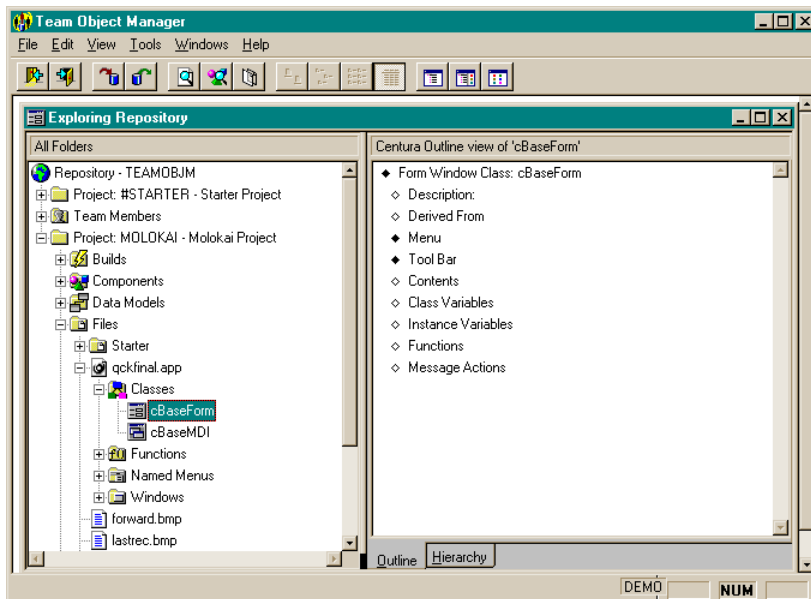 Team Object Manager
File Edit View Tools Windows Help
Exploring Repository
All Folders
Centura Outline view of 'cBaseForm'
Repository - TEAMOBJM
Project: #STARTER - Starter Project
Team Members
Project: MOLOKAI - Molokai Project
Builds
Components
Data Models
Files
Starter
qckfinal.app
Classes
cBaseForm
cBaseMDI
f()
Functions
Named Menus
Windows
forward.bmp
lastrec.bmp
Form Window Class: cBaseForm
Description:
Derived From
Menu
Tool Bar
Contents
Class Variables
Instance Variables
Functions
Message Actions
Outline Hierarchy
DEMO NUM